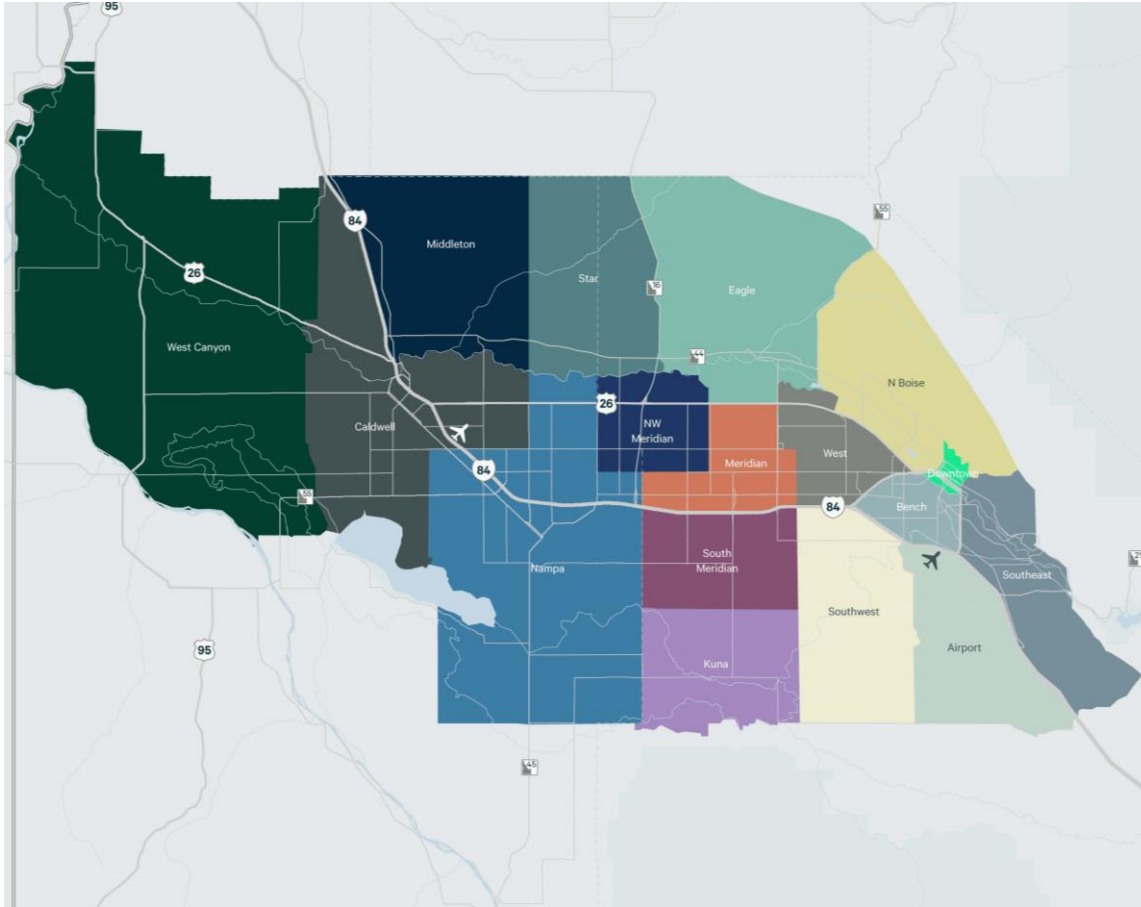 95
84
Middleton
55
26
Star
16
Eagle
West Canyon
44
N Boise
26
Caldwell
NW
Meridian
West
84
Meridian
Downtown
55
84
Bench
South
Meridian
21
Nampa
Southeast
Southwest
95
Kuna
Airport
45